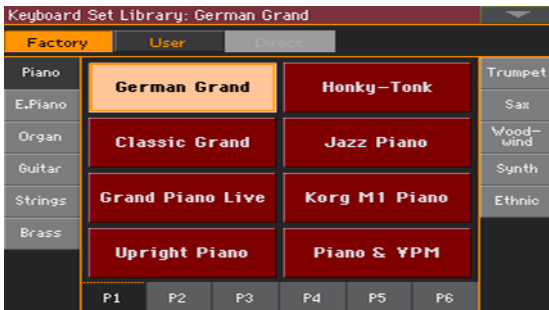 Keyboard Set Library: German Grand
Factory
User
Direct
Piano
E.Piano
Organ
Guitar
Strings
Brass
German Grand
Honky-Tonk
Classic Grand
Jazz Piano
Grand Piano Live
Korg M1 Piano
Upright Piano
Piano & ¥PM
Trumpet
Sax
Wood-
wind
Synth
Ethnic
P1
P2
P3
P4
P5
P6